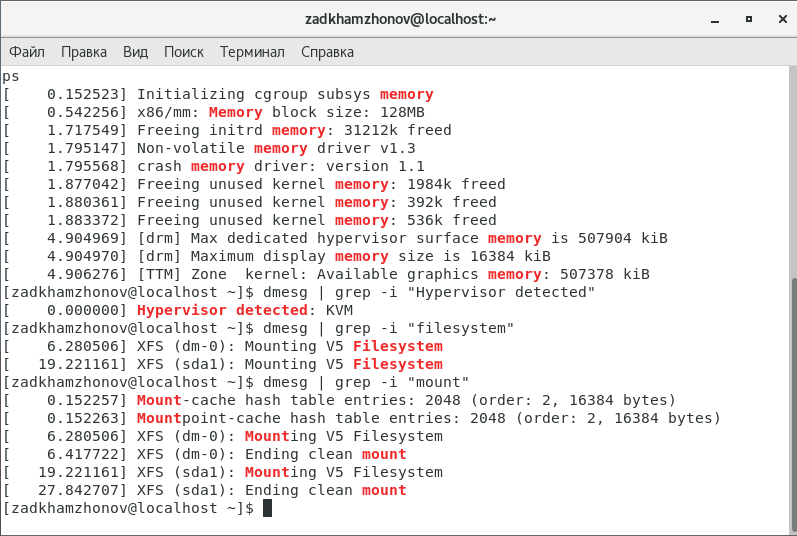 zadkhamzhonov@localhost:~
Файл Правка Вид Поиск Терминал Справка
ps
[    0.152523] Initializing cgroup subsys memory
[    0.542256] x86/mm: Memory block size: 128MB
[    1.717549] Freeing initrd memory: 31212k freed
[    1.795147] Non-volatile memory driver v1.3
[    1.795568] crash memory driver: version 1.1
[    1.877042] Freeing unused kernel memory: 1984k freed
[    1.880361] Freeing unused kernel memory: 392k freed
[    1.883372] Freeing unused kernel memory: 536k freed
[    4.904969] [drm] Max dedicated hypervisor surface memory is 507904 kiB
[    4.904970] [drm] Maximum display memory size is 16384 kiB
[    4.906276] [TTM] Zone  kernel: Available graphics memory: 507378 kiB
[zadkhamzhonov@localhost ~]$ dmesg | grep -i "Hypervisor detected"
[    0.000000] Hypervisor detected: KVM
[zadkhamzhonov@localhost ~]$ dmesg | grep -i "filesystem"
[    6.280506] XFS (dm-0): Mounting V5 Filesystem
[   19.221161] XFS (sda1): Mounting V5 Filesystem
[zadkhamzhonov@localhost ~]$ dmesg | grep -i "mount"
[    0.152257] Mount-cache hash table entries: 2048 (order: 2, 16384 bytes)
[    0.152263] Mountpoint-cache hash table entries: 2048 (order: 2, 16384 bytes)
[    6.280506] XFS (dm-0): Mounting V5 Filesystem
[    6.417722] XFS (dm-0): Ending clean mount
[   19.221161] XFS (sda1): Mounting V5 Filesystem
[   27.842707] XFS (sda1): Ending clean mount
[zadkhamzhonov@localhost ~]$